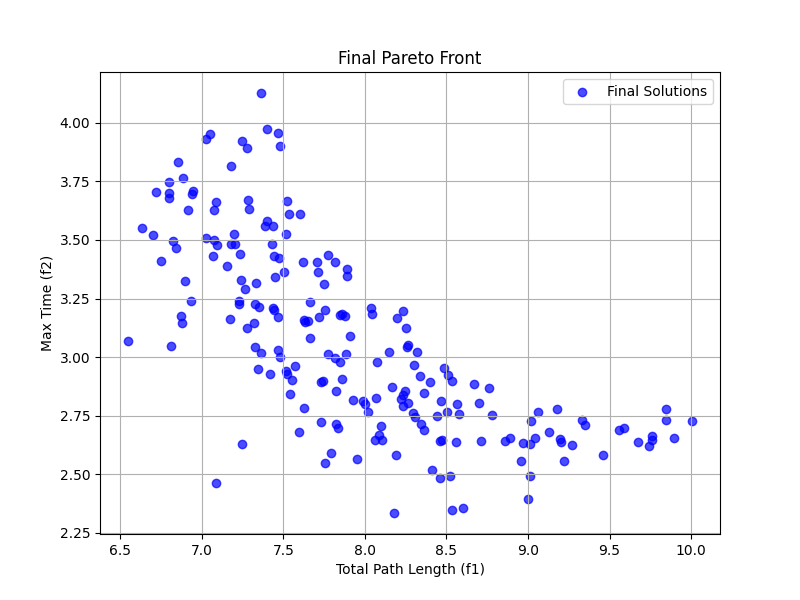 Final Pareto Front
Final Solutions
4.00
3.75
3.50
3.25
3.00
2.75
2.50
2.25
Max Time (f2)
6.5 7.0 7.5 8.0 8.5 9.0 9.5 10.0
Total Path Length (f1)